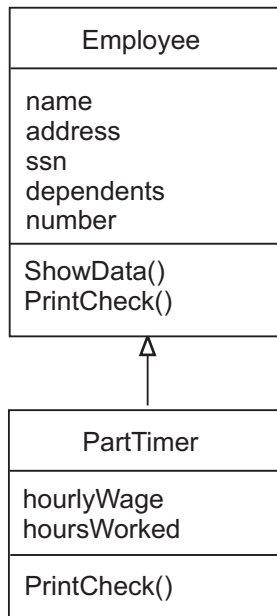 Employee
name
address
ssn
dependents
number
ShowData()
PrintCheck()
PartTimer
hourlyWage
hoursWorked
PrintCheck()